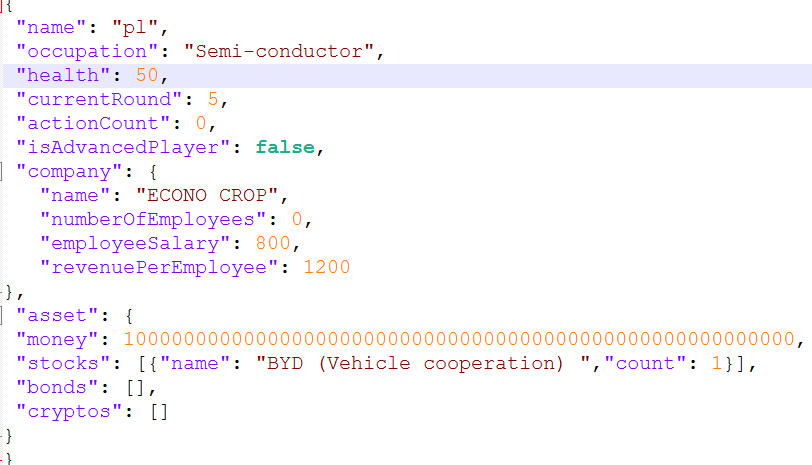 {
"name": "pl",
"occupation": "Semi-conductor",
"health": 50,
"currentRound": 5,
"actionCount": 0,
"isAdvancedPlayer": false,
"company": {
"name": "ECONO CROP",
"numberOfEmployees": 0,
"employeeSalary": 800,
"revenuePerEmployee": 1200
},
"asset": {
"money": 10000000000000000000000000000000000000000000000000000000,
"stocks": [{"name": "BYD (Vehicle cooperation) ","count": 1}],
"bonds": [],
"cryptos": []
}
}